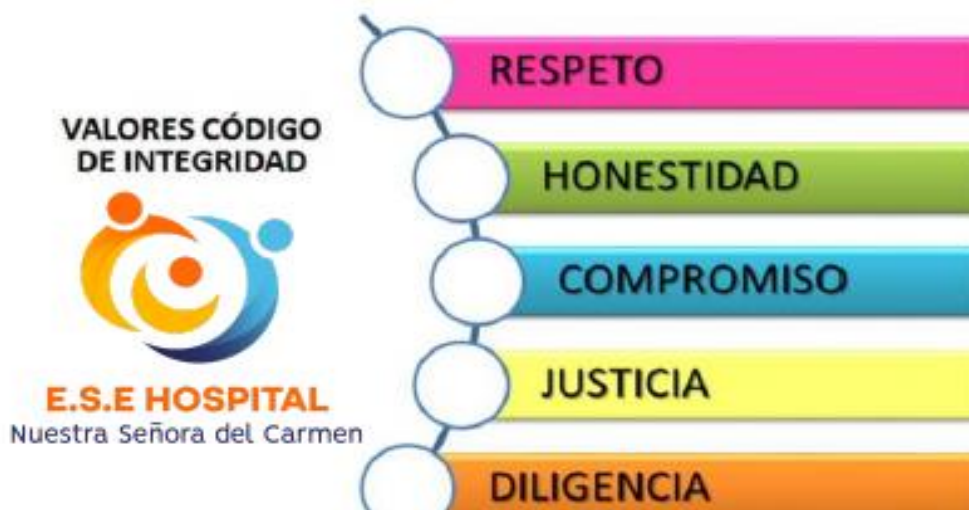 VALORES CÓDIGO
DE INTEGRIDAD
E.S.E HOSPITAL
Nuestra Señora del Carmen
RESPETO
HONESTIDAD
COMPROMISO
JUSTICIA
DILIGENCIA